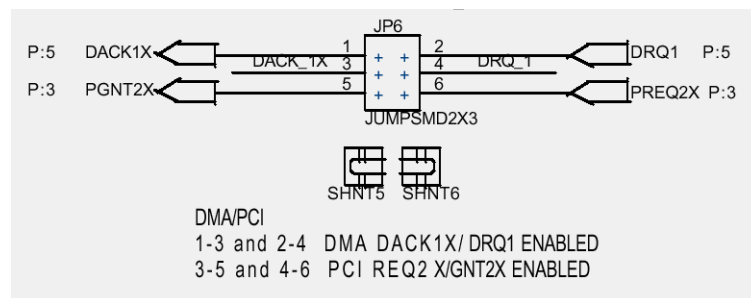 JP6
P:5 DACK1X 1 2 DRQ1 P:5
DACK_1X 3 4 DRQ_1
P:3 PGNT2X 5 6 PREQ2X P:3
JUMPSMD2X3
SHNT5 SHNT6
DMA/PCI
1-3 and 2-4 DMA DACK1X/ DRQ1 ENABLED
3-5 and 4-6 PCI REQ2 X/GNT2X ENABLED